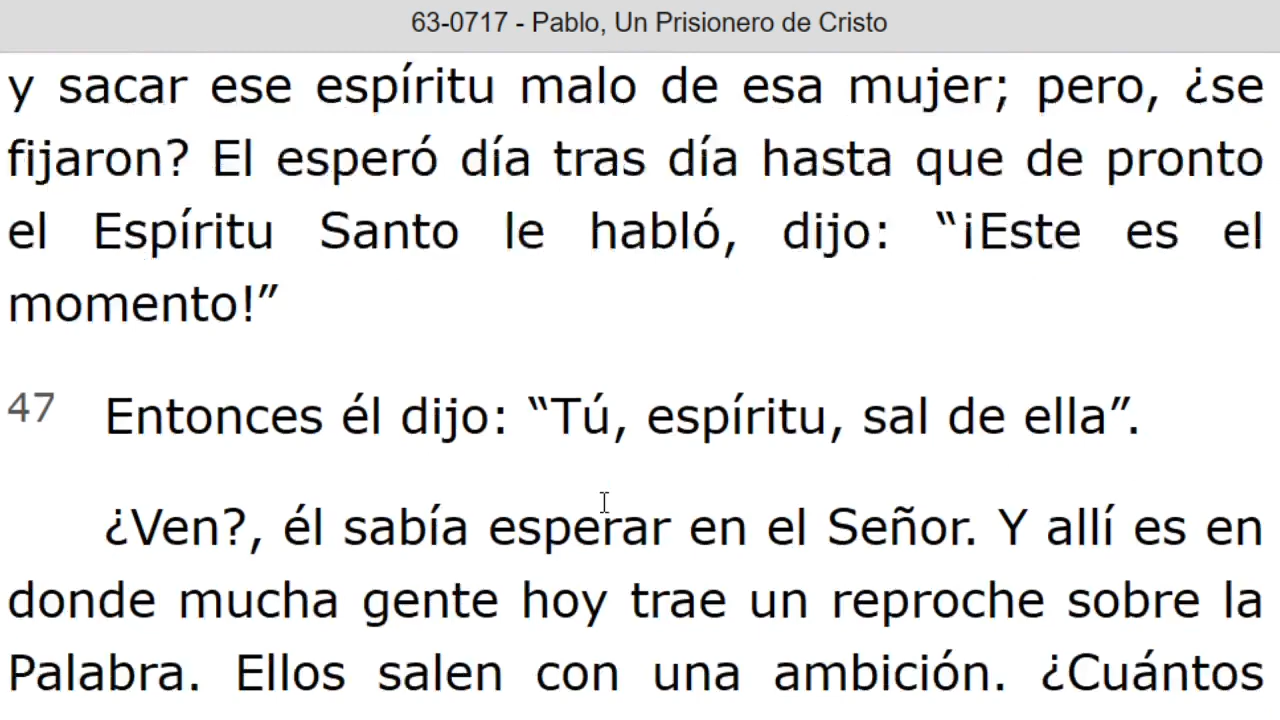 63-0717 - Pablo, Un Prisionero de Cristo
y sacar ese espíritu malo de esa mujer; pero, ¿se
fijaron? El esperó día tras día hasta que de pronto
el Espíritu Santo le habló, dijo: “¡Este es el
momento!”
47 Entonces él dijo: “Tú, espíritu, sal de ella”.
¿Ven?, él sabía esperar en el Señor. Y allí es en
donde mucha gente hoy trae un reproche sobre la
Palabra. Ellos salen con una ambición. ¿Cuántos